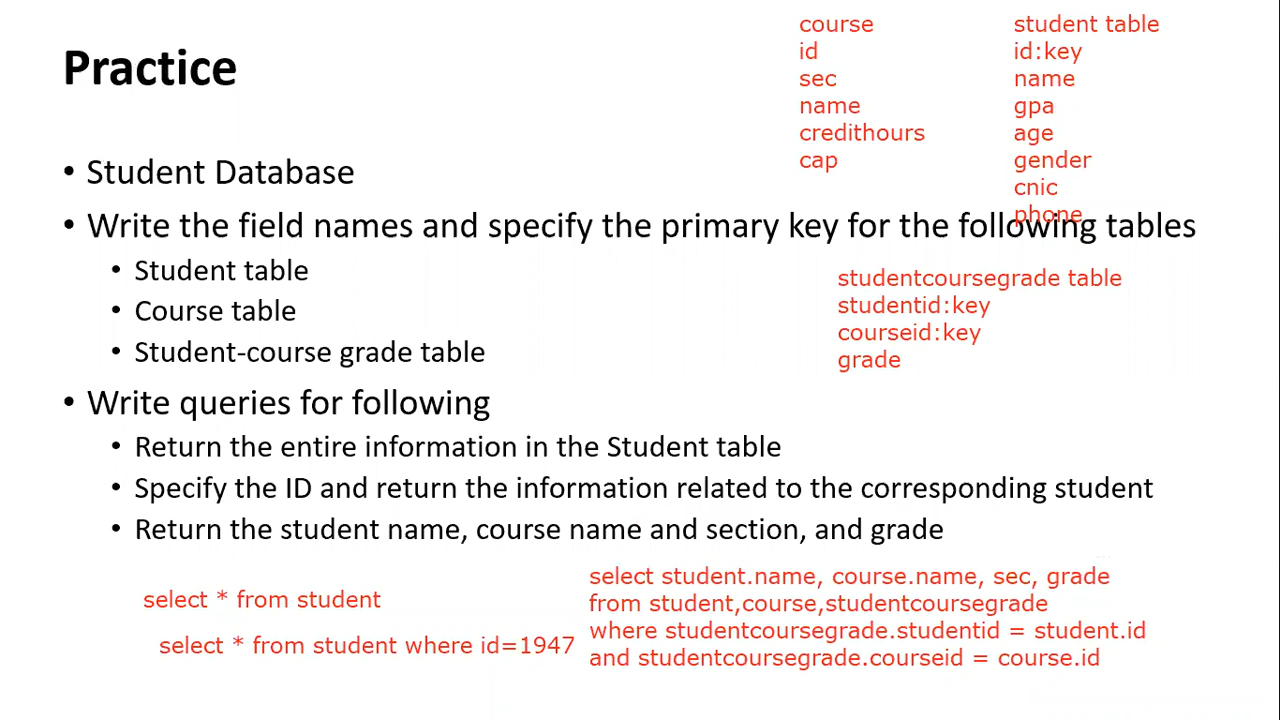 Practice
course
id
sec
name
credithours
cap
student table
id:key
name
gpa
age
gender
cnic
phone
• Student Database
• Write the field names and specify the primary key for the following tables
• Student table
• Course table
• Student-course grade table
studentcoursegrade table
studentid:key
courseid:key
grade
• Write queries for following
• Return the entire information in the Student table
• Specify the ID and return the information related to the corresponding student
• Return the student name, course name and section, and grade
select * from student
select * from student where id=1947
select student.name, course.name, sec, grade
from student,course,studentcoursegrade
where studentcoursegrade.studentid = student.id
and studentcoursegrade.courseid = course.id